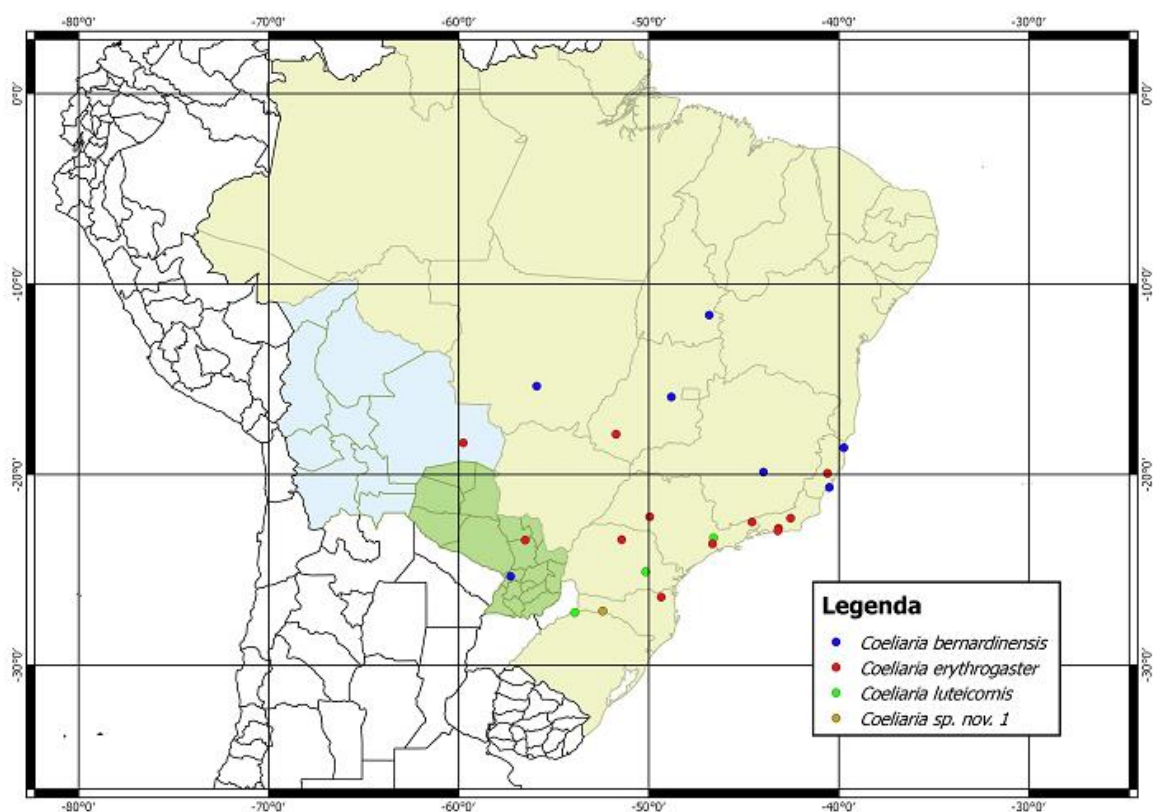 -80°0' -70°0' -60°0' -50°0' -40°0' -30°0'
0°0' 0°0'
-10°0' -10°0'
-20°0' -20°0'
-30°0' -30°0'
Legenda
Coeliaria bernardinensis
Coeliaria erythrogaster
Coeliaria luteicornis
Coeliaria sp. nov. 1
-80°0' -70°0' -60°0' -50°0' -40°0' -30°0'